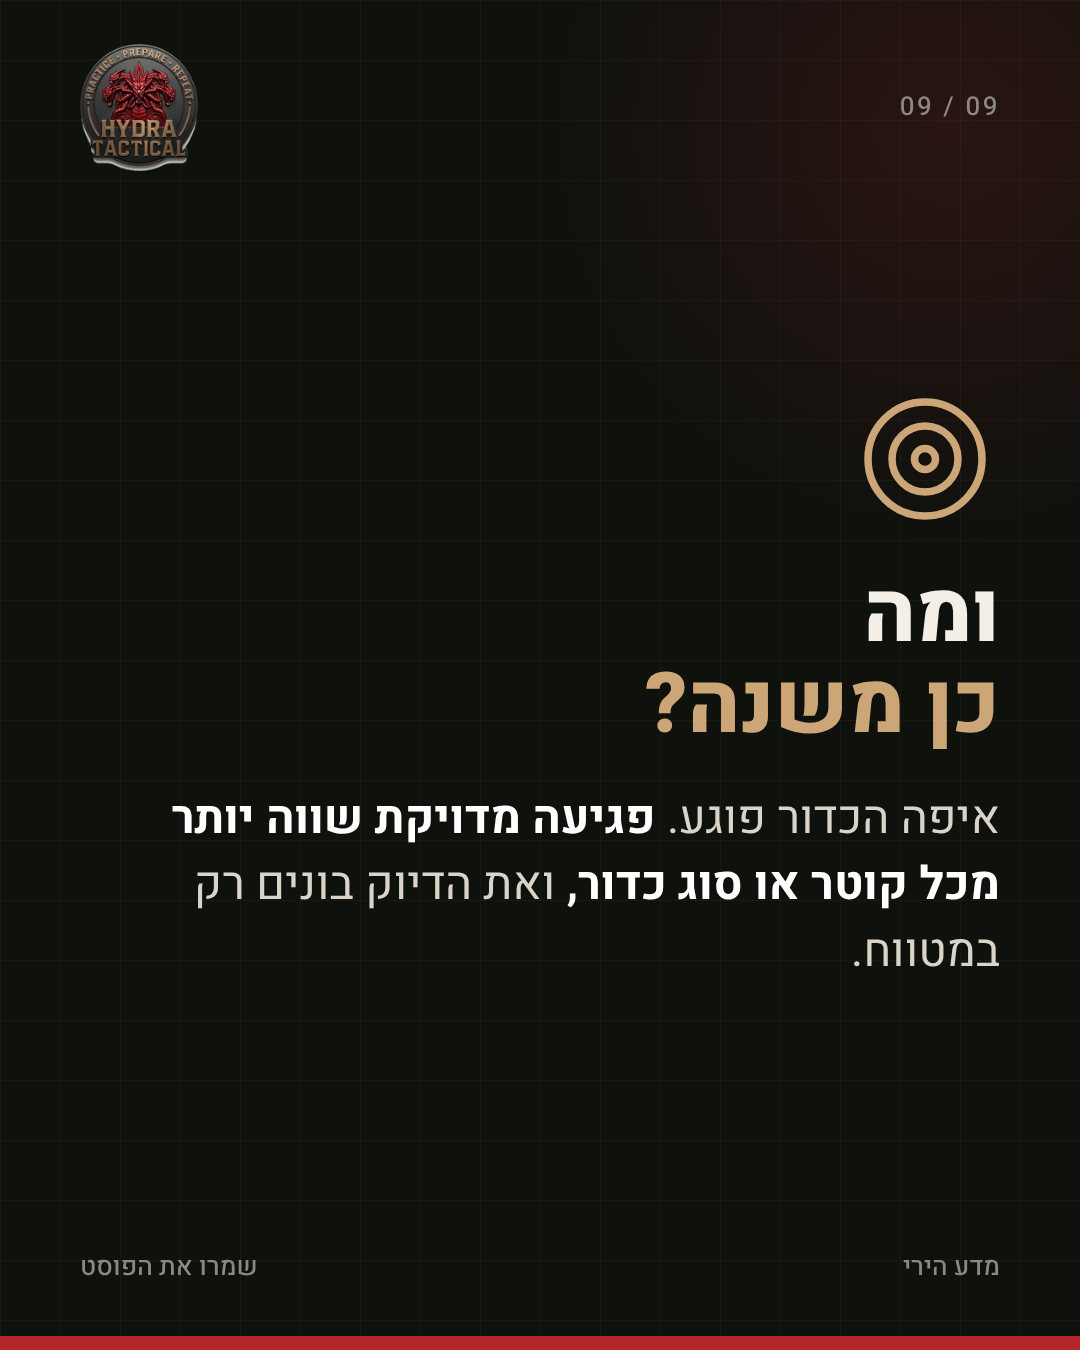 PRACTICE • PREPARE • REPEAT
HYDRA
TACTICAL
09 / 09
ומה
כן משנה?
איפה הכדור פוגע. פגיעה מדויקת שווה יותר
מכל קוטר או סוג כדור, ואת הדיוק בונים רק
במטווח.
מדע הירי
שמרו את הפוסט